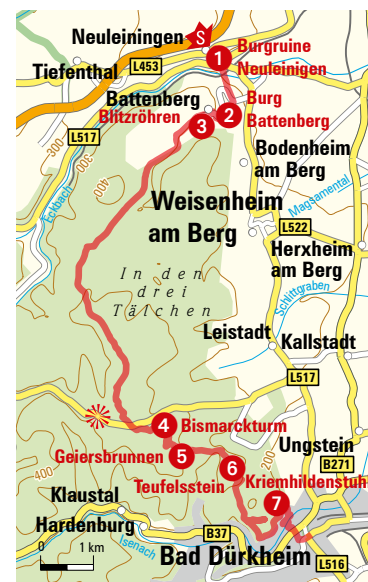 Neuleiningen
S
1
Burgruine
Neuleinigen
Tiefenthal
L453
Battenberg
Burg
Battenberg
Blitzröhren
3
2
L517
300
300
400
Eckbach
Bodenheim
am Berg
Magsamental
Weisenheim
am Berg
L522
Herxheim
am Berg
In den
drei
Tälchen
Schlittgraben
Leistadt
Kallstadt
L517
4
Bismarckturm
Geiersbrunnen
5
Ungstein
200
6
B271
Teufelsstein
Kriemhildenstuhl
400
7
Klaustal
Hardenburg
B37
Isenach
0
1 km
Bad Dürkheim
L516